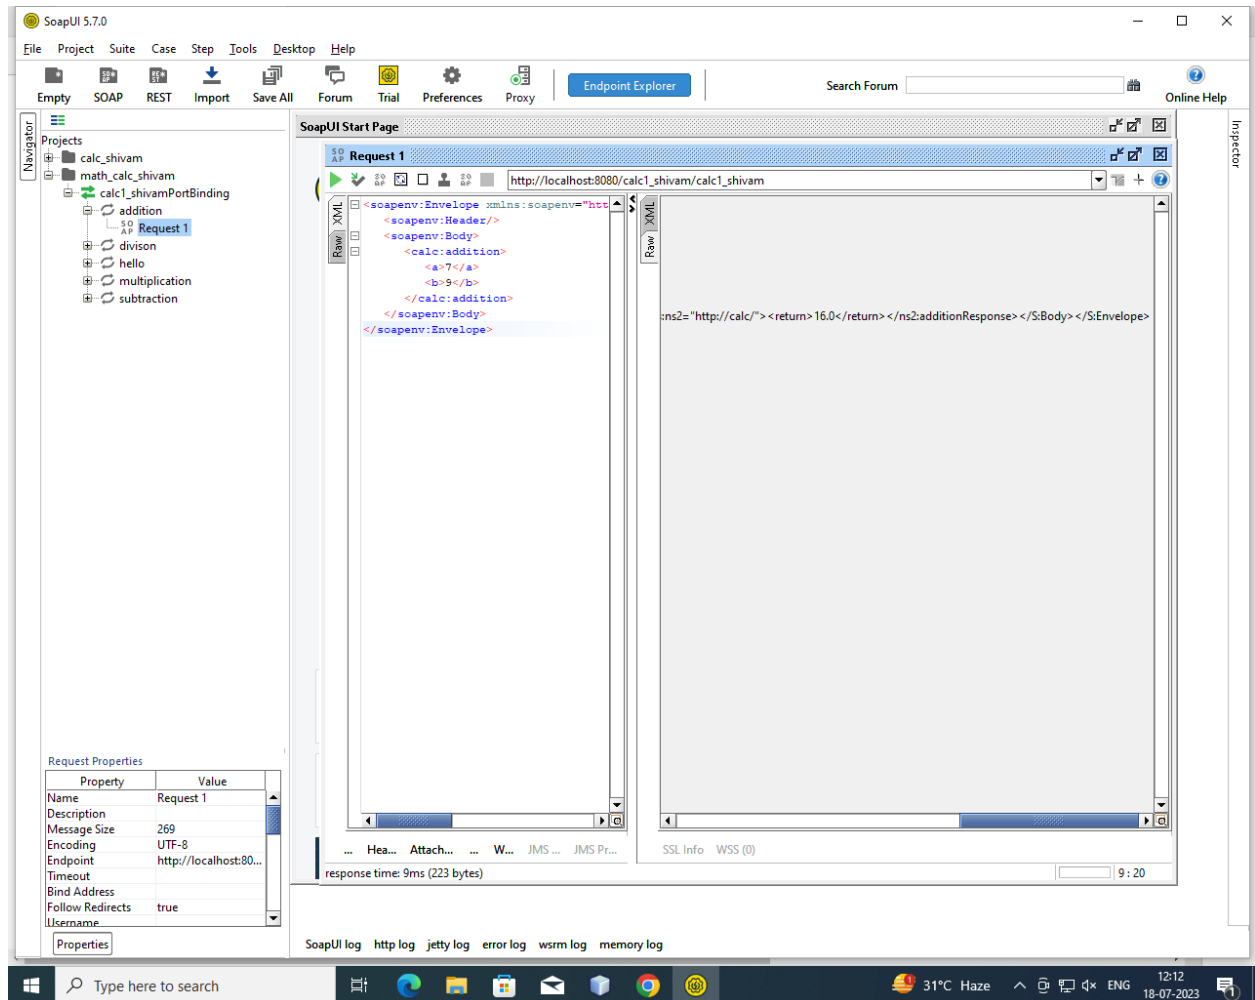 SoapUI 5.7.0
File Project Suite Case Step Tools Desktop Help
Empty SOAP REST Import Save All Forum Trial Preferences Proxy Endpoint Explorer Search Forum Online Help
Navigator
Projects
calc_shivam
math_calc_shivam
calc1_shivamPortBinding
addition
Request 1
divison
hello
multiplication
subtraction
SoapUI Start Page
Request 1
http://localhost:8080/calc1_shivam/calc1_shivam
XML
Raw
<soapenv:Envelope xmlns:soapenv="htt
<soapenv:Header/>
<soapenv:Body>
<calc:addition>
<a>7</a>
<b>9</b>
</calc:addition>
</soapenv:Body>
</soapenv:Envelope>
XML
Raw
:ns2="http://calc/"><return>16.0</return></ns2:additionResponse></S:Body></S:Envelope>
... Hea... Attach... ... W... JMS ... JMS Pr...
SSL Info WSS (0)
response time: 9ms (223 bytes)
9 : 20
Inspector
Request Properties
Property Value
Name Request 1
Description
Message Size 269
Encoding UTF-8
Endpoint http://localhost:80...
Timeout
Bind Address
Follow Redirects true
Username
Properties
SoapUI log http log jetty log error log wsrm log memory log
Type here to search
31°C Haze
ENG
12:12
18-07-2023
1